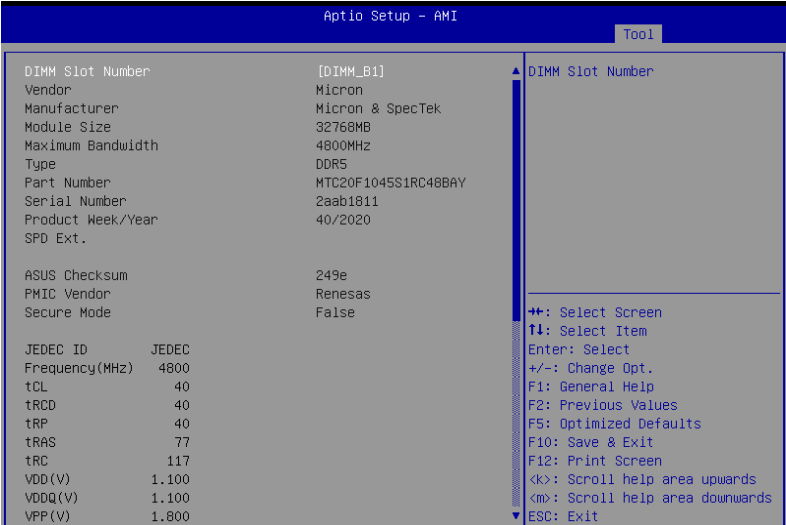 Aptio Setup – AMI
Tool
DIMM Slot Number [DIMM_B1]
Vendor Micron
Manufacturer Micron & SpecTek
Module Size 32768MB
Maximum Bandwidth 4800MHz
Type DDR5
Part Number MTC20F1045S1RC48BAY
Serial Number 2aab1811
Product Week/Year 40/2020
SPD Ext.
ASUS Checksum 249e
PMIC Vendor Renesas
Secure Mode False
JEDEC ID JEDEC
Frequency(MHz) 4800
tCL 40
tRCD 40
tRP 40
tRAS 77
tRC 117
VDD(V) 1.100
VDDQ(V) 1.100
VPP(V) 1.800
DIMM Slot Number
→←: Select Screen
↑↓: Select Item
Enter: Select
+/-: Change Opt.
F1: General Help
F2: Previous Values
F5: Optimized Defaults
F10: Save & Exit
F12: Print Screen
<k>: Scroll help area upwards
<m>: Scroll help area downwards
ESC: Exit